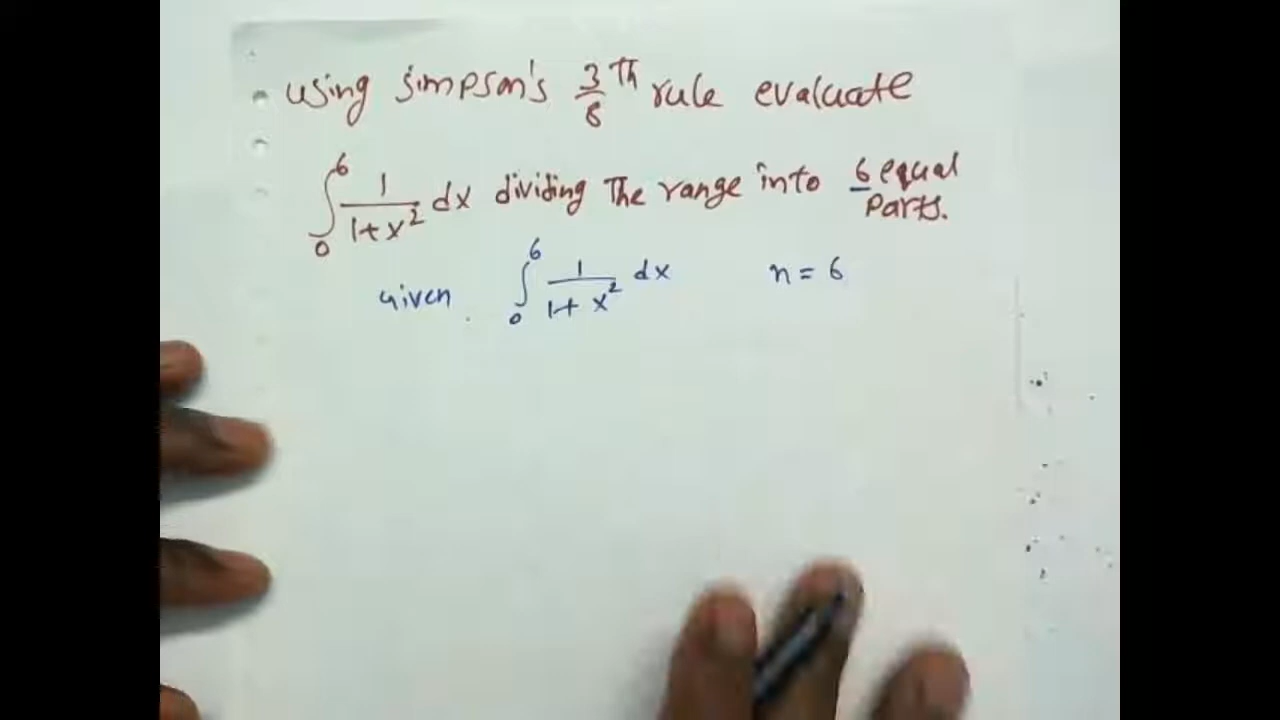 using simpson's 3/8 th rule evaluate
∫₀⁶ 1/(1+x²) dx dividing The range into 6 equal
Parts.
Given ∫₀⁶ 1/(1+x²) dx n = 6